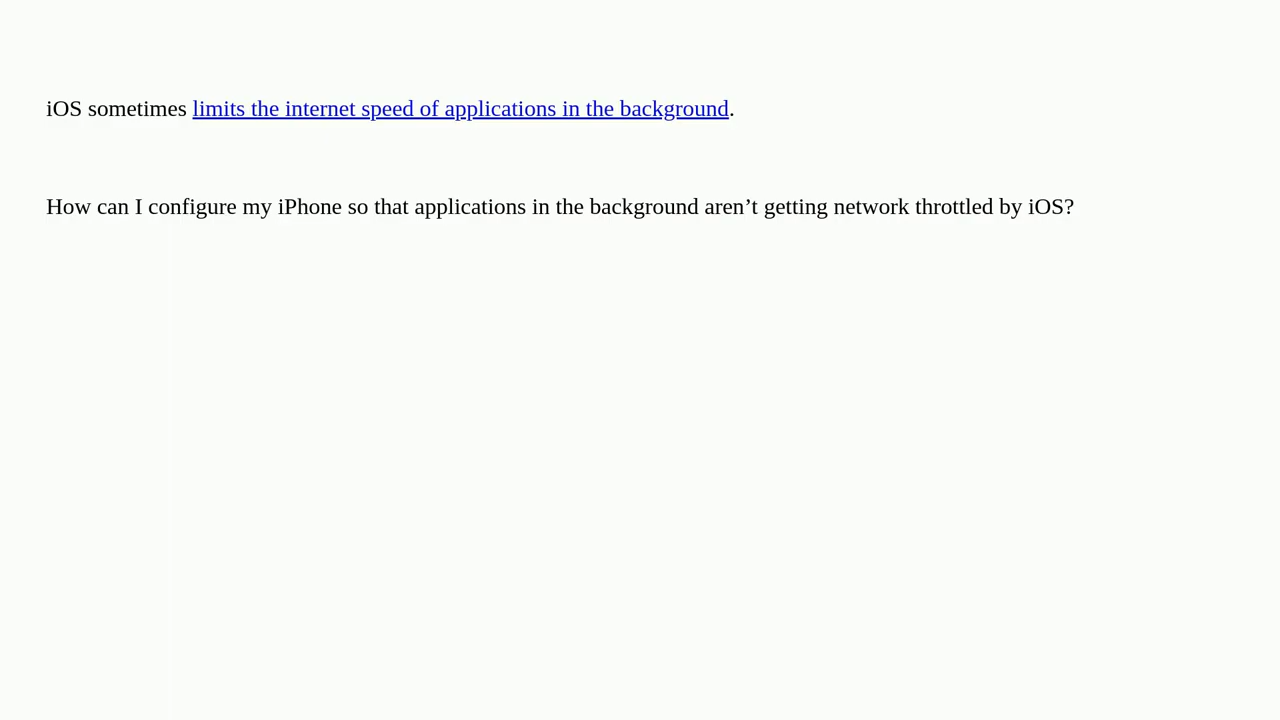 iOS sometimes limits the internet speed of applications in the background.
How can I configure my iPhone so that applications in the background aren’t getting network throttled by iOS?